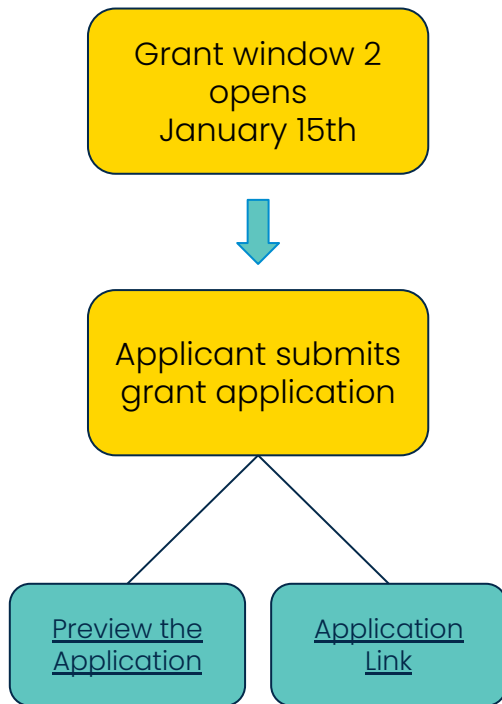 Grant window 2
opens
January 15th
Applicant submits
grant application
Preview the
Application
Application
Link